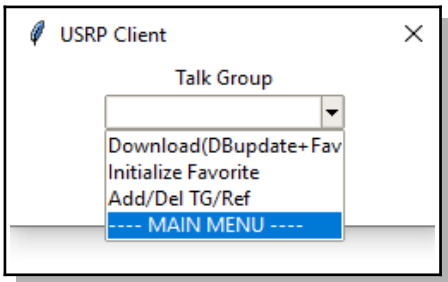 USRP Client
Talk Group
Download(DBupdate+Fav
Initialize Favorite
Add/Del TG/Ref
---- MAIN MENU ----